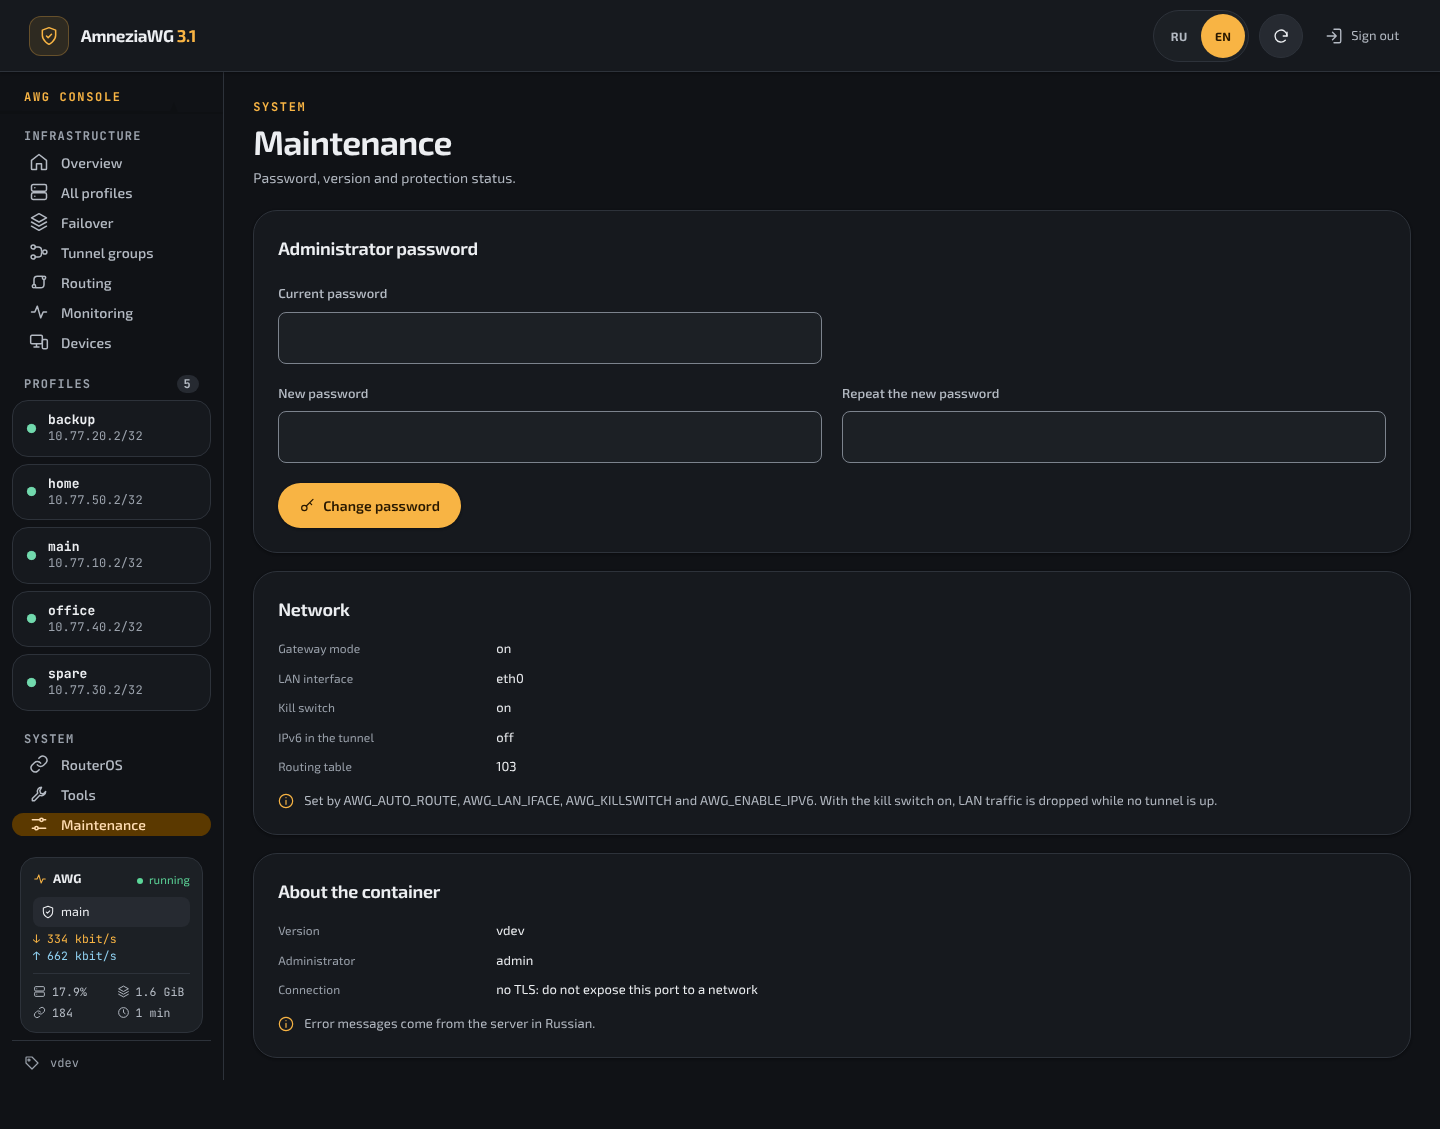 AmneziaWG 3.1
RU
EN
Sign out
AWG CONSOLE
INFRASTRUCTURE
Overview
All profiles
Failover
Tunnel groups
Routing
Monitoring
Devices
PROFILES 5
backup
10.77.20.2/32
home
10.77.50.2/32
main
10.77.10.2/32
office
10.77.40.2/32
spare
10.77.30.2/32
SYSTEM
RouterOS
Tools
Maintenance
AWG running
main
↓ 334 kbit/s
↑ 662 kbit/s
17.9% 1.6 GiB
184 1 min
vdev
SYSTEM
Maintenance
Password, version and protection status.
Administrator password
Current password
New password
Repeat the new password
Change password
Network
Gateway mode on
LAN interface eth0
Kill switch on
IPv6 in the tunnel off
Routing table 103
Set by AWG_AUTO_ROUTE, AWG_LAN_IFACE, AWG_KILLSWITCH and AWG_ENABLE_IPV6. With the kill switch on, LAN traffic is dropped while no tunnel is up.
About the container
Version vdev
Administrator admin
Connection no TLS: do not expose this port to a network
Error messages come from the server in Russian.